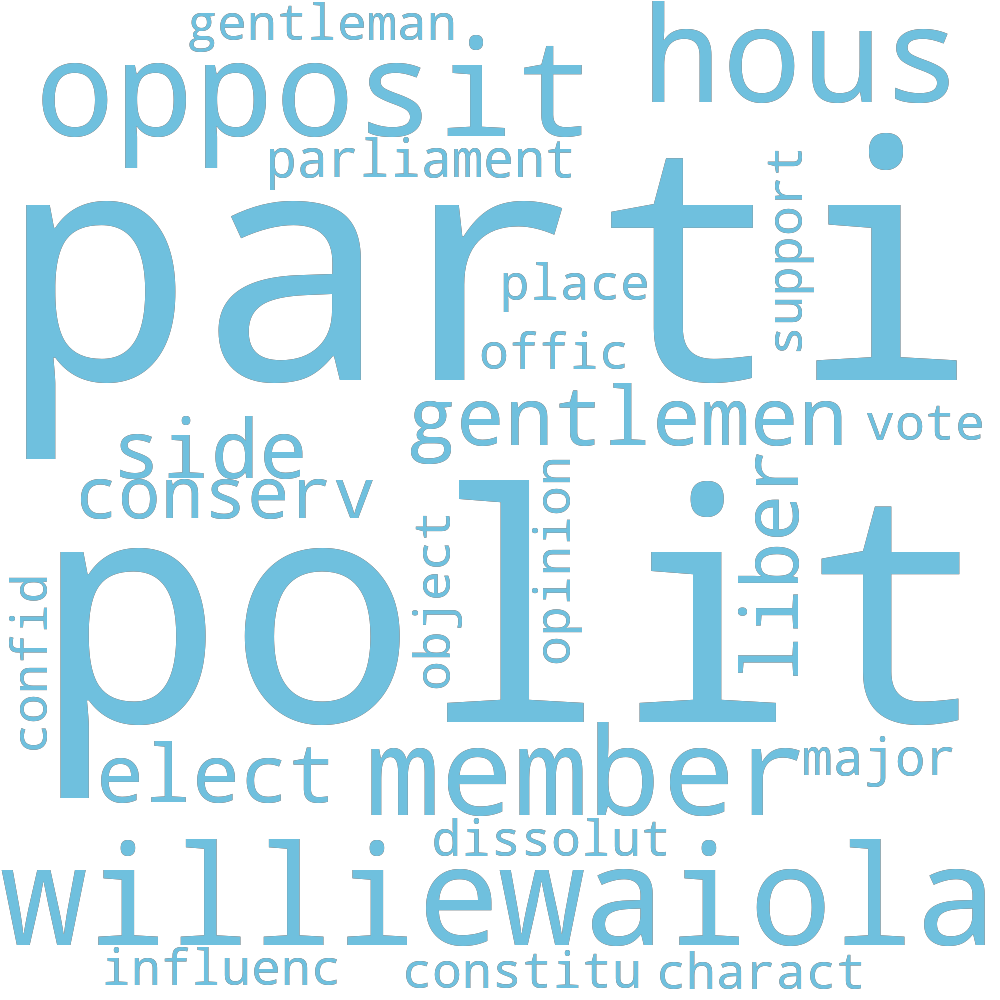 gentleman
hous
opposit
parliament
parti
support
place
offic
gentlemen
vote
side
conserv
polit
liber
opinion
object
confid
elect
member
major
dissolut
williewaiola
influenc
constitu
charact